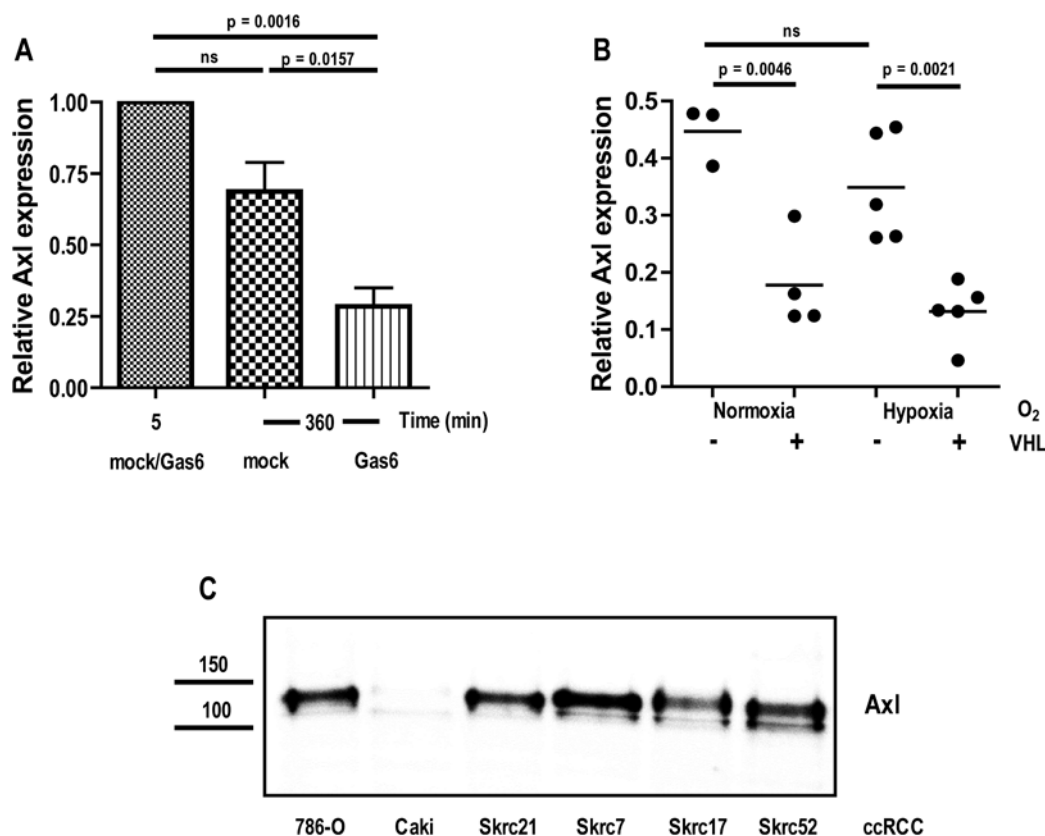 A
p = 0.0016
ns
p = 0.0157
Relative Axl expression
1.00
0.75
0.50
0.25
0.00
5
360
Time (min)
mock/Gas6
mock
Gas6
B
ns
p = 0.0046
p = 0.0021
Relative Axl expression
0.5
0.4
0.3
0.2
0.1
0.0
Normoxia
Hypoxia
O₂
- + - + VHL
C
150
100
Axl
786-O Caki Skrc21 Skrc7 Skrc17 Skrc52 ccRCC